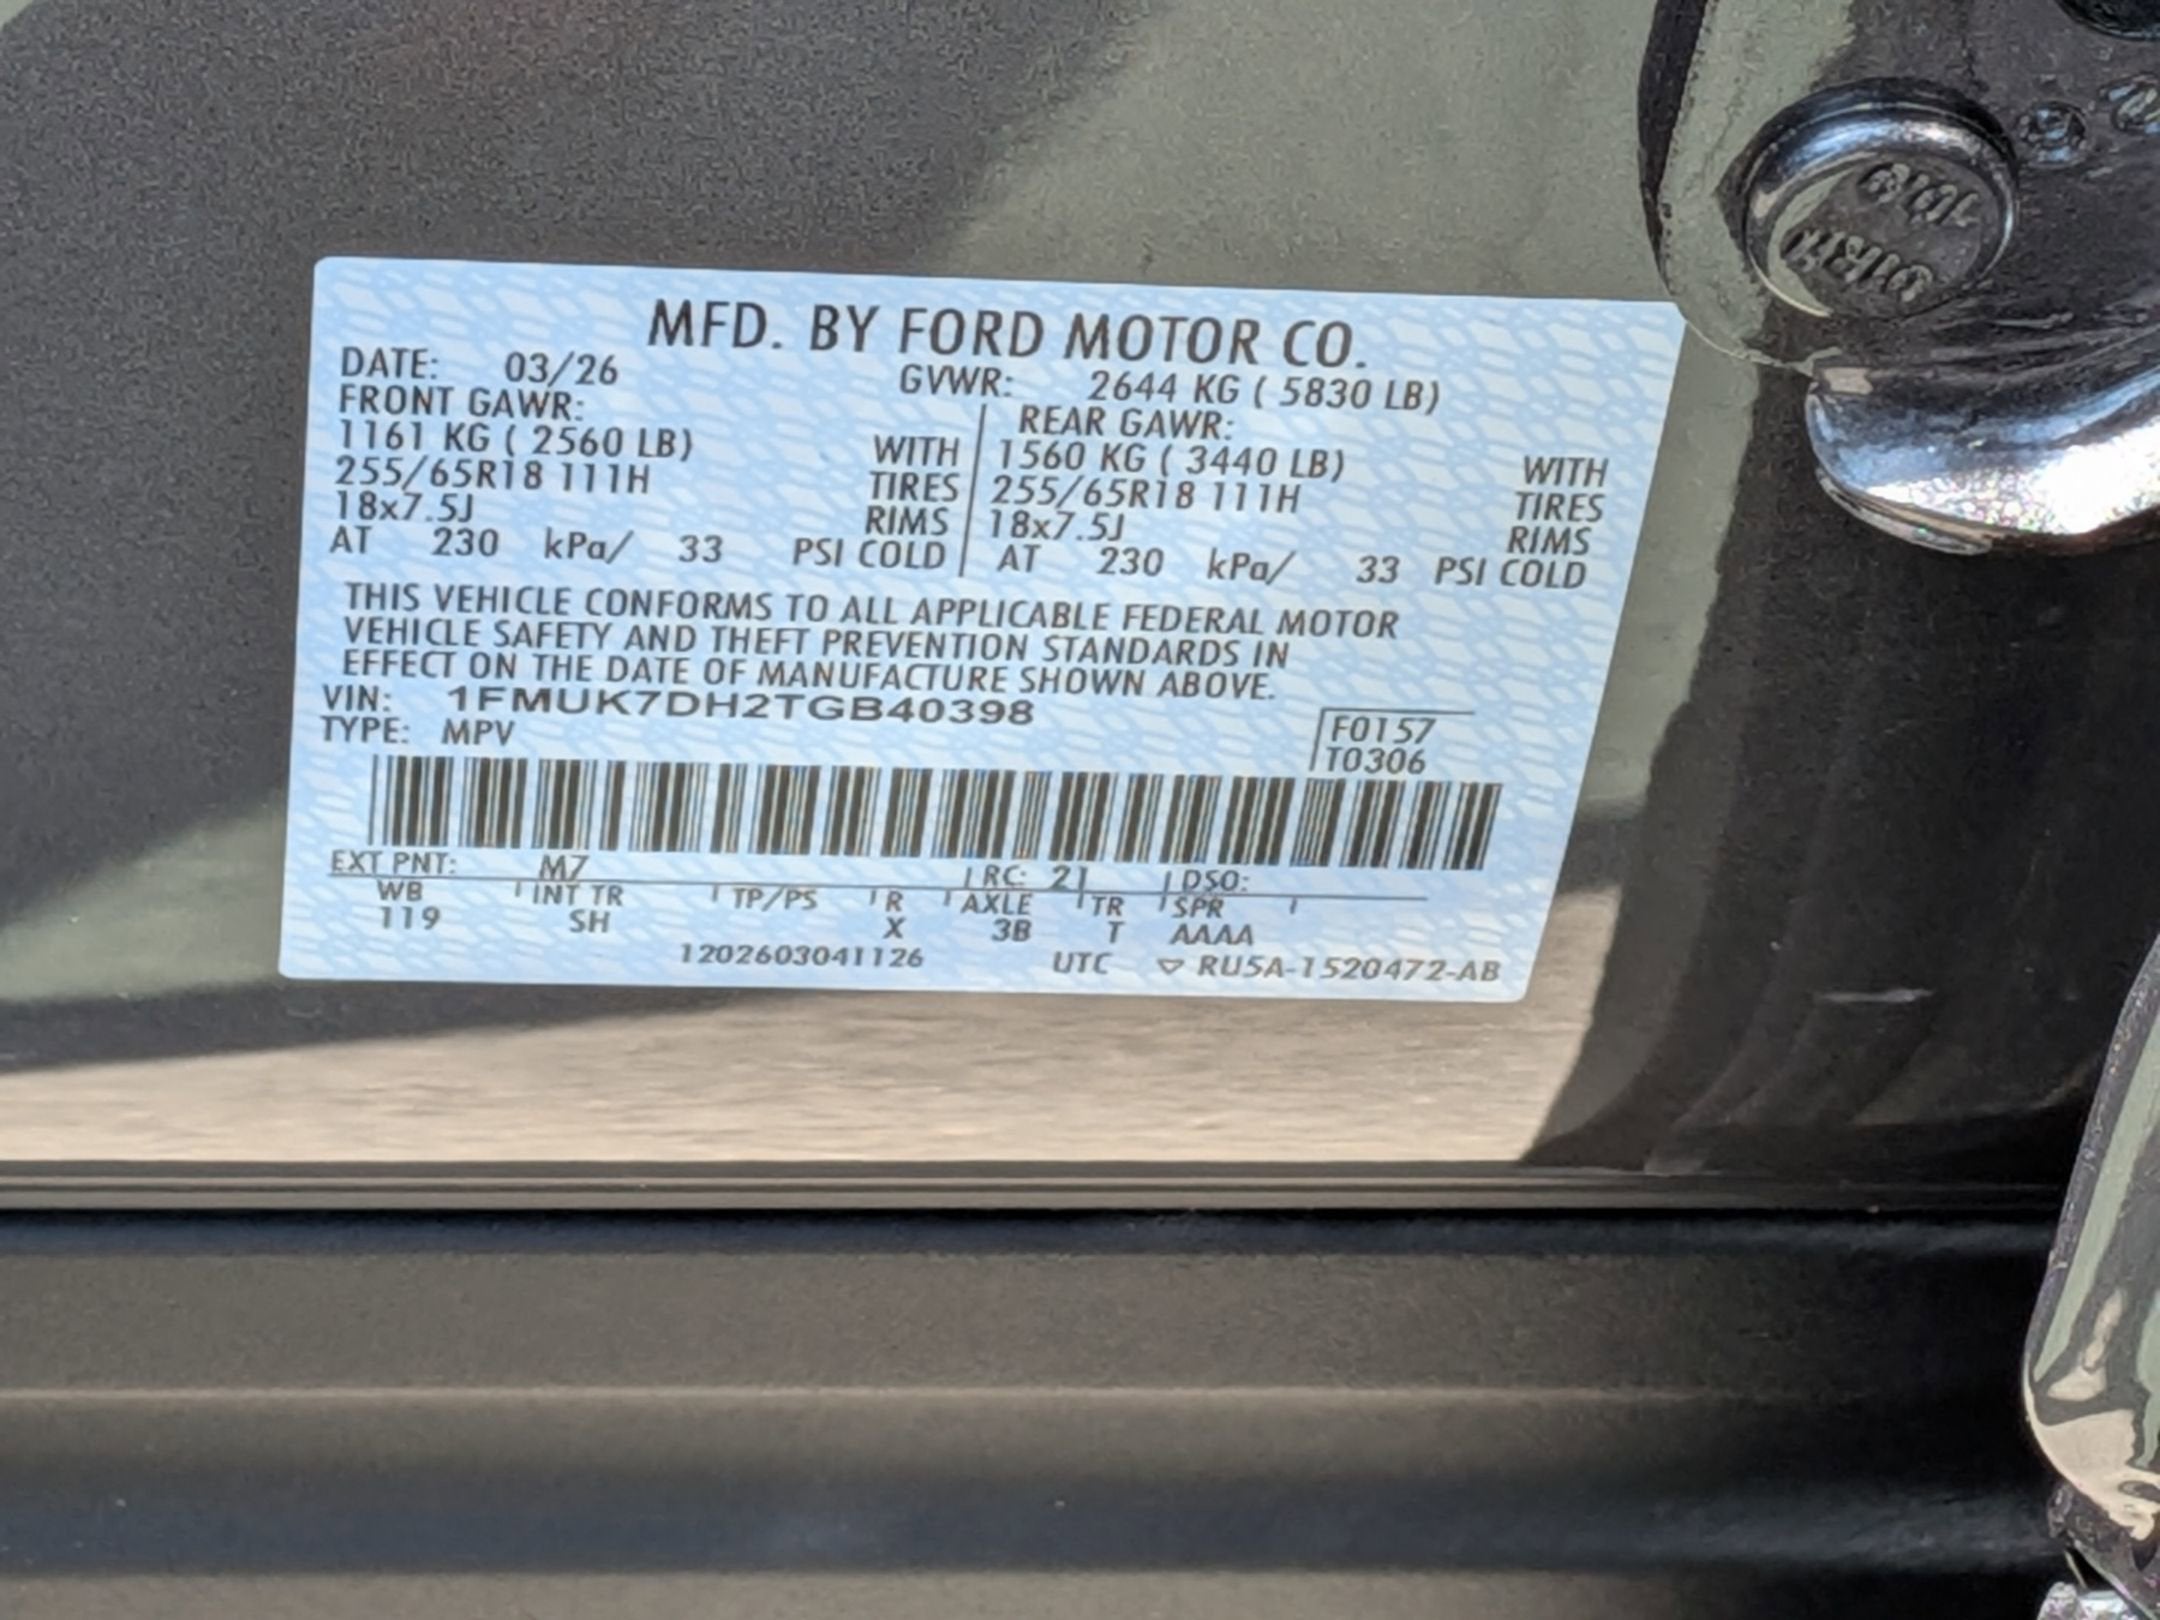 MFD. BY FORD MOTOR CO.
DATE: 03/26 GVWR: 2644 KG ( 5830 LB)
FRONT GAWR: REAR GAWR:
1161 KG ( 2560 LB) WITH 1560 KG ( 3440 LB) WITH
255/65R18 111H TIRES 255/65R18 111H TIRES
18x7.5J RIMS 18x7.5J RIMS
AT 230 kPa/ 33 PSI COLD AT 230 kPa/ 33 PSI COLD
THIS VEHICLE CONFORMS TO ALL APPLICABLE FEDERAL MOTOR
VEHICLE SAFETY AND THEFT PREVENTION STANDARDS IN
EFFECT ON THE DATE OF MANUFACTURE SHOWN ABOVE.
VIN: 1FMUK7DH2TGB40398
TYPE: MPV
F0157
T0306
EXT PNT: M7 RC: 21 DSO:
WB INT TR TP/PS R AXLE TR SPR
119 SH X 3B T AAAA
1202603041126 UTC ▽ RU5A-1520472-AB